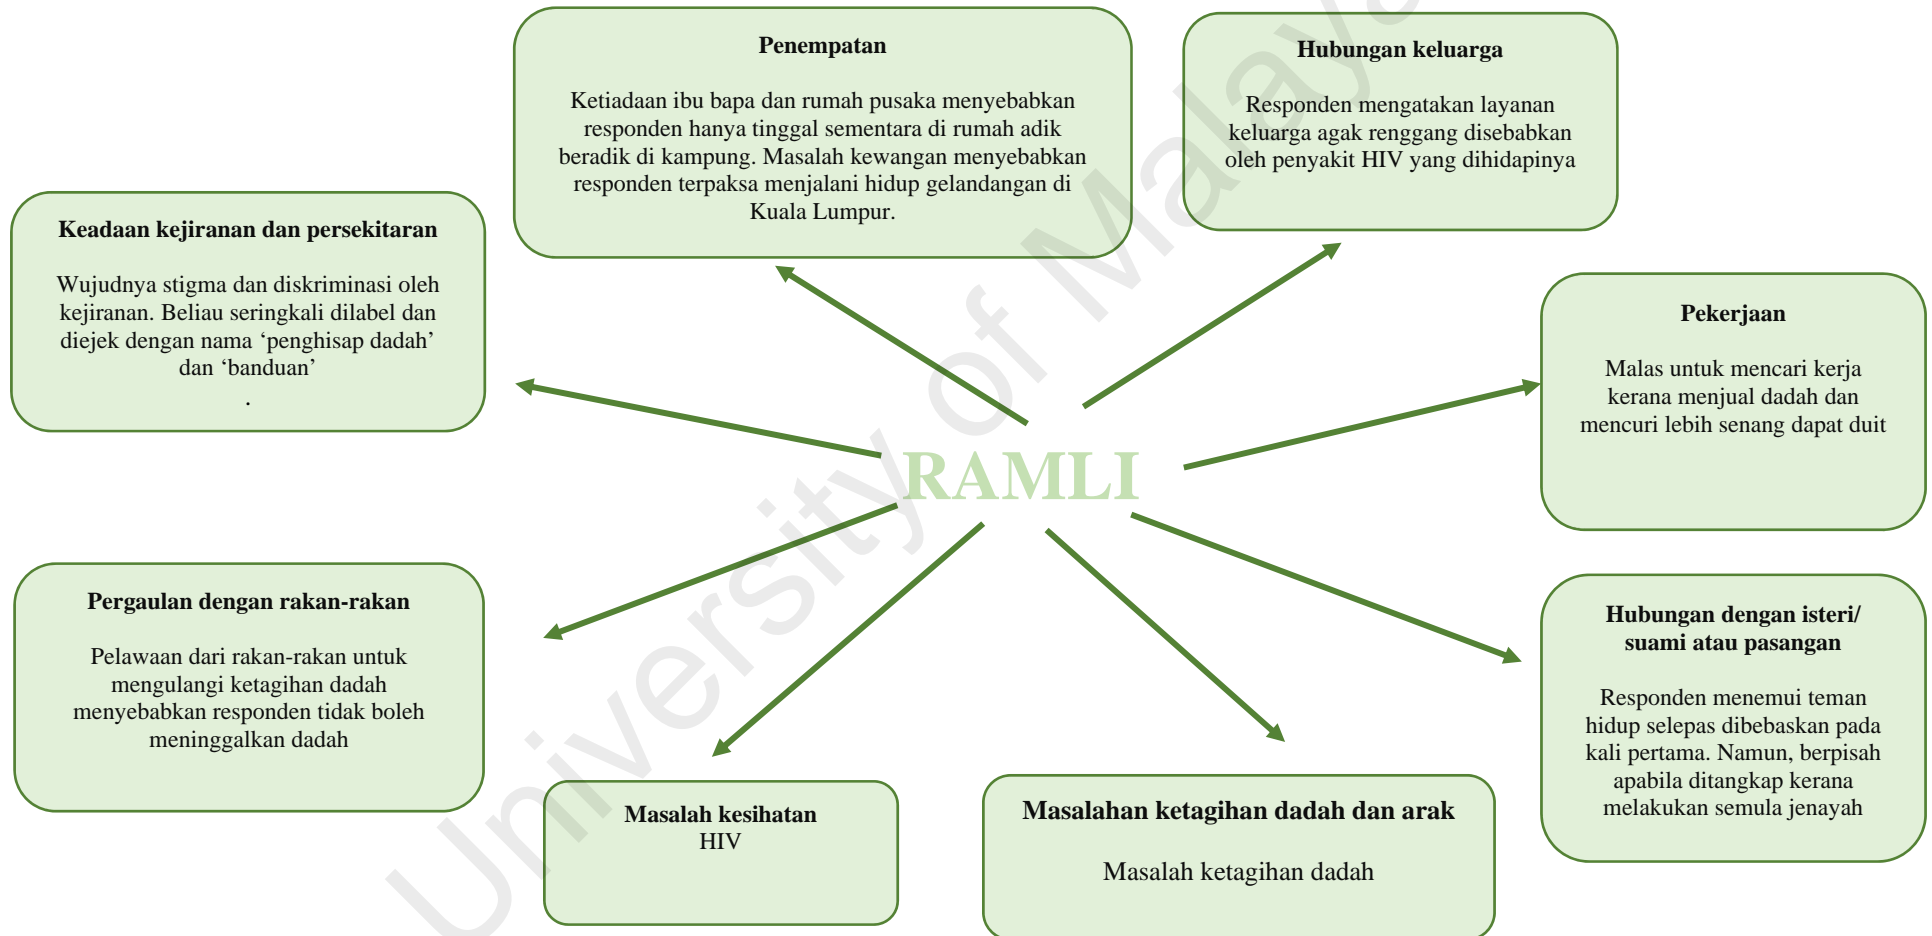 Penempatan
Ketiadaan ibu bapa dan rumah pusaka menyebabkan
responden hanya tinggal sementara di rumah adik
beradik di kampung. Masalah kewangan menyebabkan
responden terpaksa menjalani hidup gelandangan di
Kuala Lumpur.
Hubungan keluarga
Responden mengatakan layanan
keluarga agak renggang disebabkan
oleh penyakit HIV yang dihidapinya
Keadaan kejiranan dan persekitaran
Wujudnya stigma dan diskriminasi oleh
kejiranan. Beliau seringkali dilabel dan
diejek dengan nama ‘penghisap dadah’
dan ‘banduan’
.
Pekerjaan
Malas untuk mencari kerja
kerana menjual dadah dan
mencuri lebih senang dapat duit
RAMLI
Pergaulan dengan rakan-rakan
Pelawaan dari rakan-rakan untuk
mengulangi ketagihan dadah
menyebabkan responden tidak boleh
meninggalkan dadah
Hubungan dengan isteri/
suami atau pasangan
Responden menemui teman
hidup selepas dibebaskan pada
kali pertama. Namun, berpisah
apabila ditangkap kerana
melakukan semula jenayah
Masalah kesihatan
HIV
Masalahan ketagihan dadah dan arak
Masalah ketagihan dadah
University of Malaya